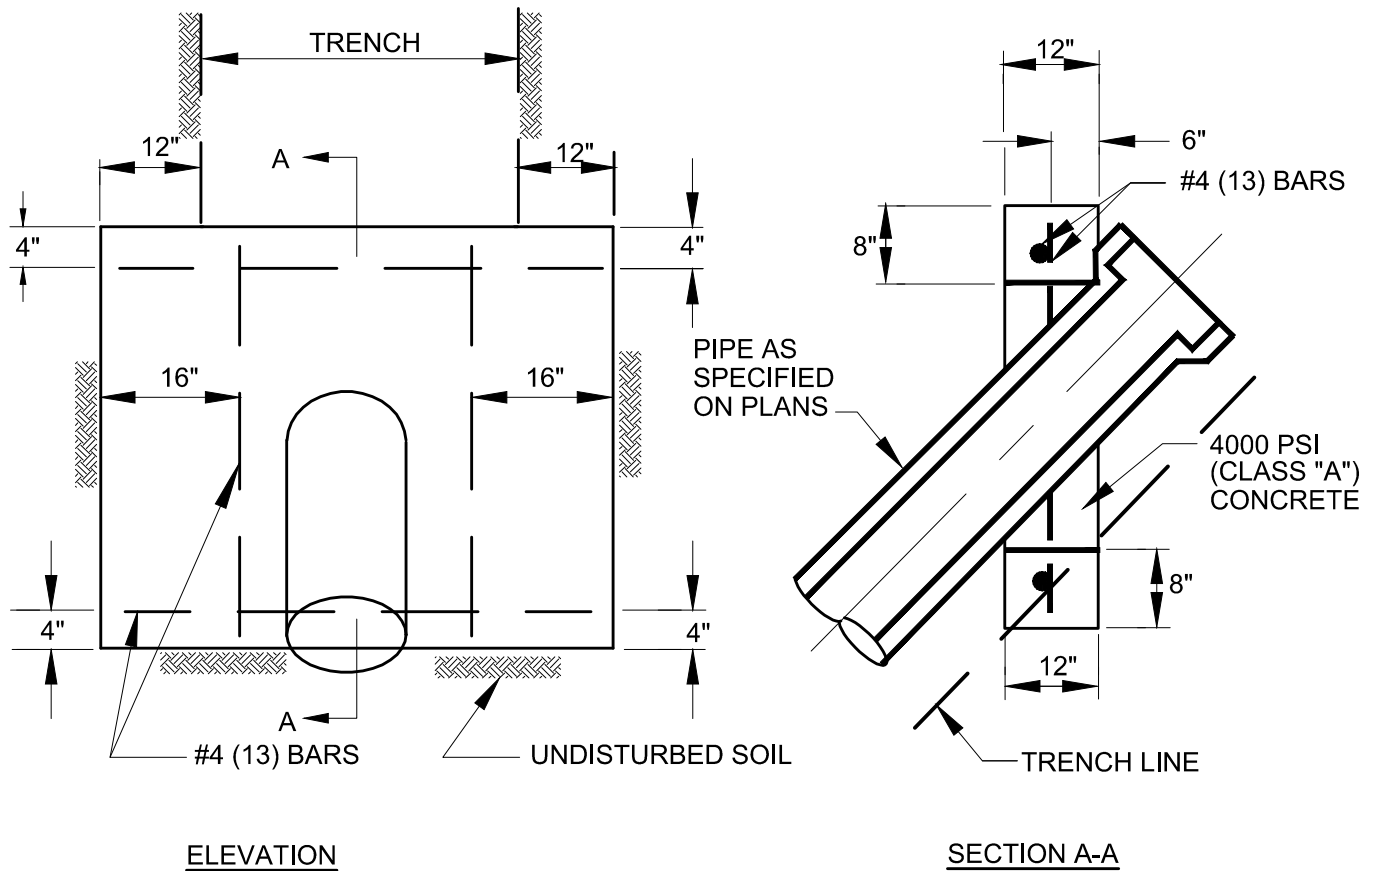 TRENCH
12"
A
12"
4"
4"
16"
16"
4"
4"
A
#4 (13) BARS
UNDISTURBED SOIL
ELEVATION
12"
6"
#4 (13) BARS
8"
PIPE AS
SPECIFIED
ON PLANS
4000 PSI
(CLASS "A")
CONCRETE
8"
12"
TRENCH LINE
SECTION A-A